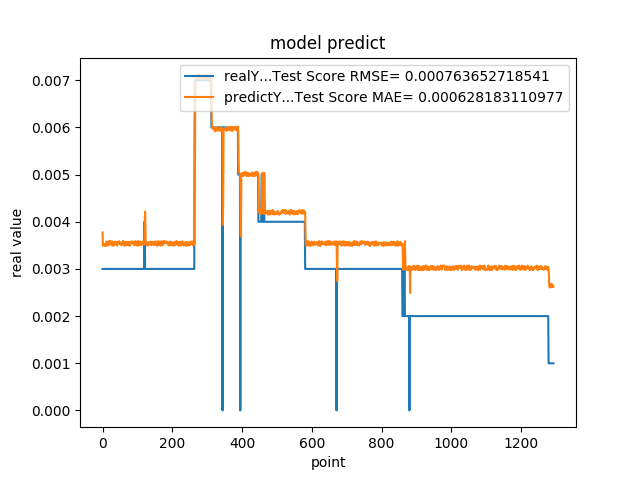 model predict
realY...Test Score RMSE= 0.000763652718541
predictY...Test Score MAE= 0.000628183110977
real value
0.007
0.006
0.005
0.004
0.003
0.002
0.001
0.000
0 200 400 600 800 1000 1200
point